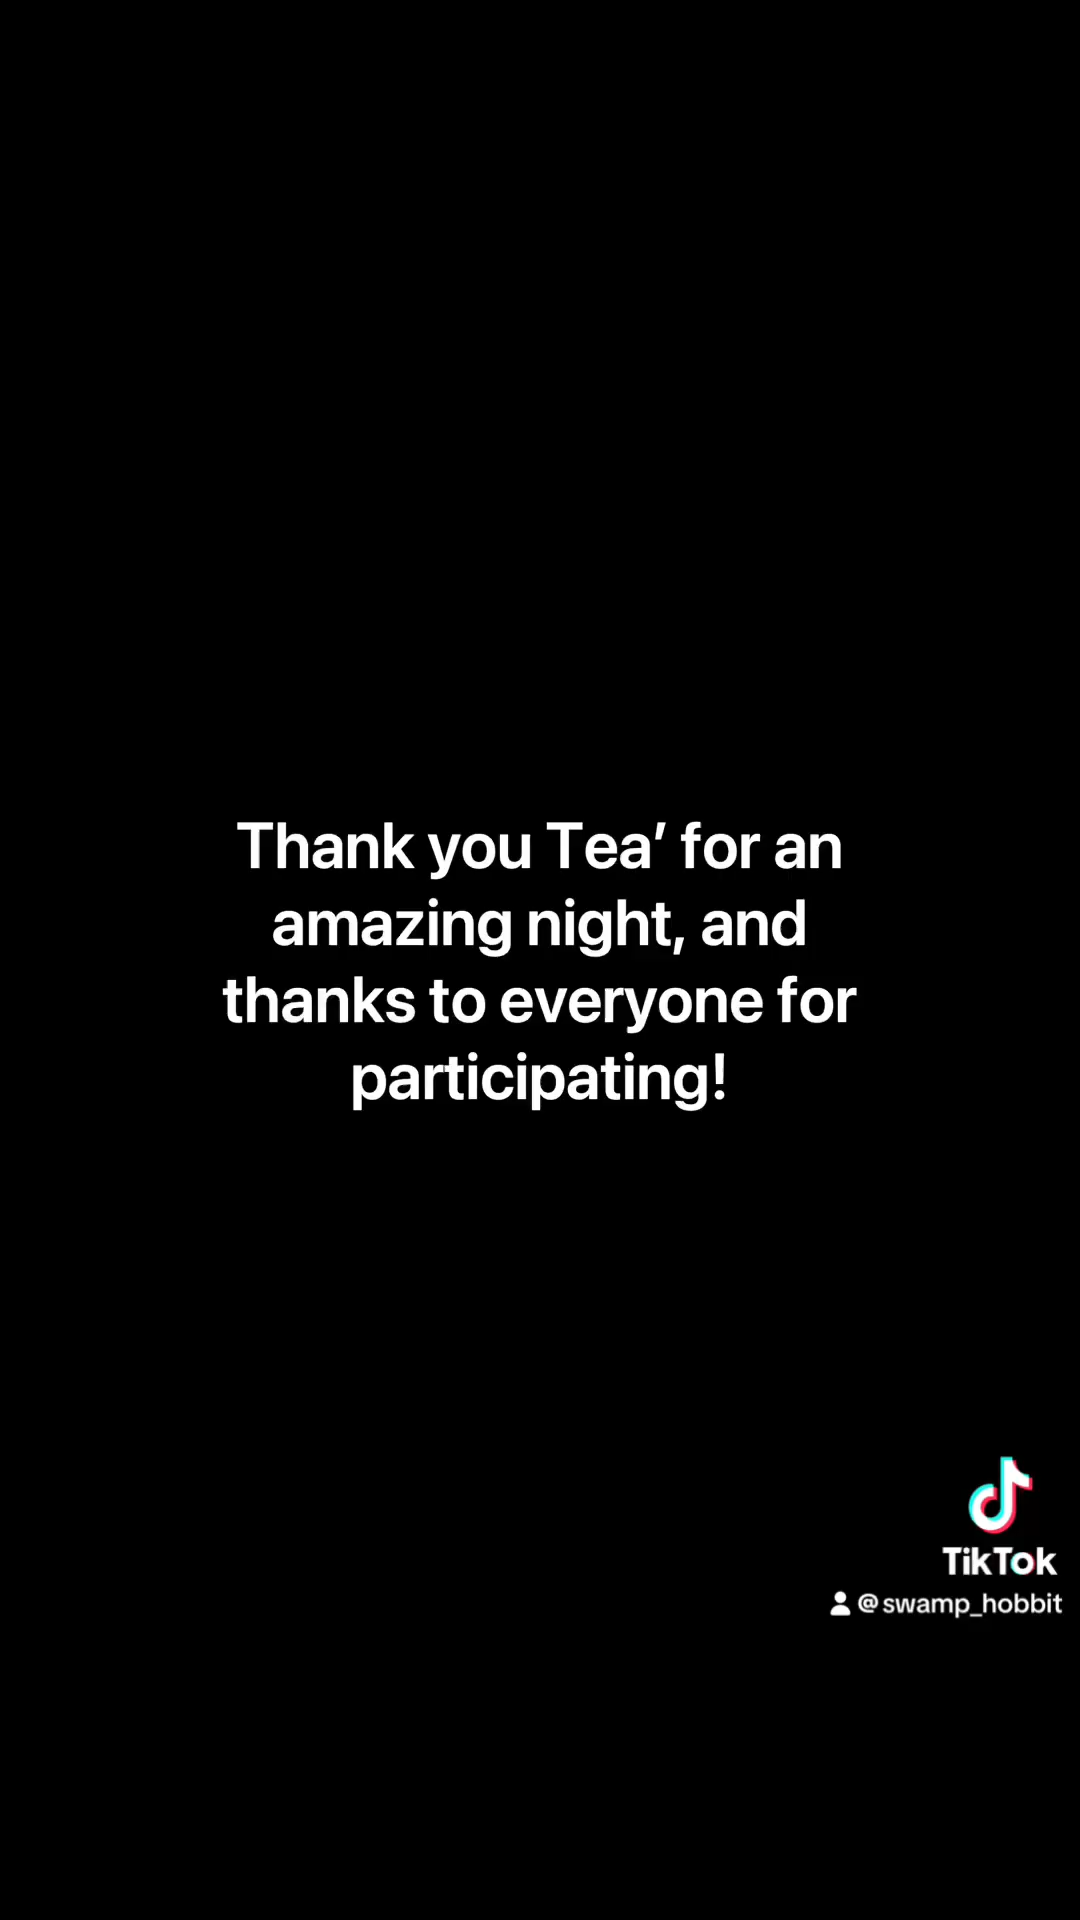 Thank you Tea’ for an
amazing night, and
thanks to everyone for
participating!
TikTok
@swamp_hobbit